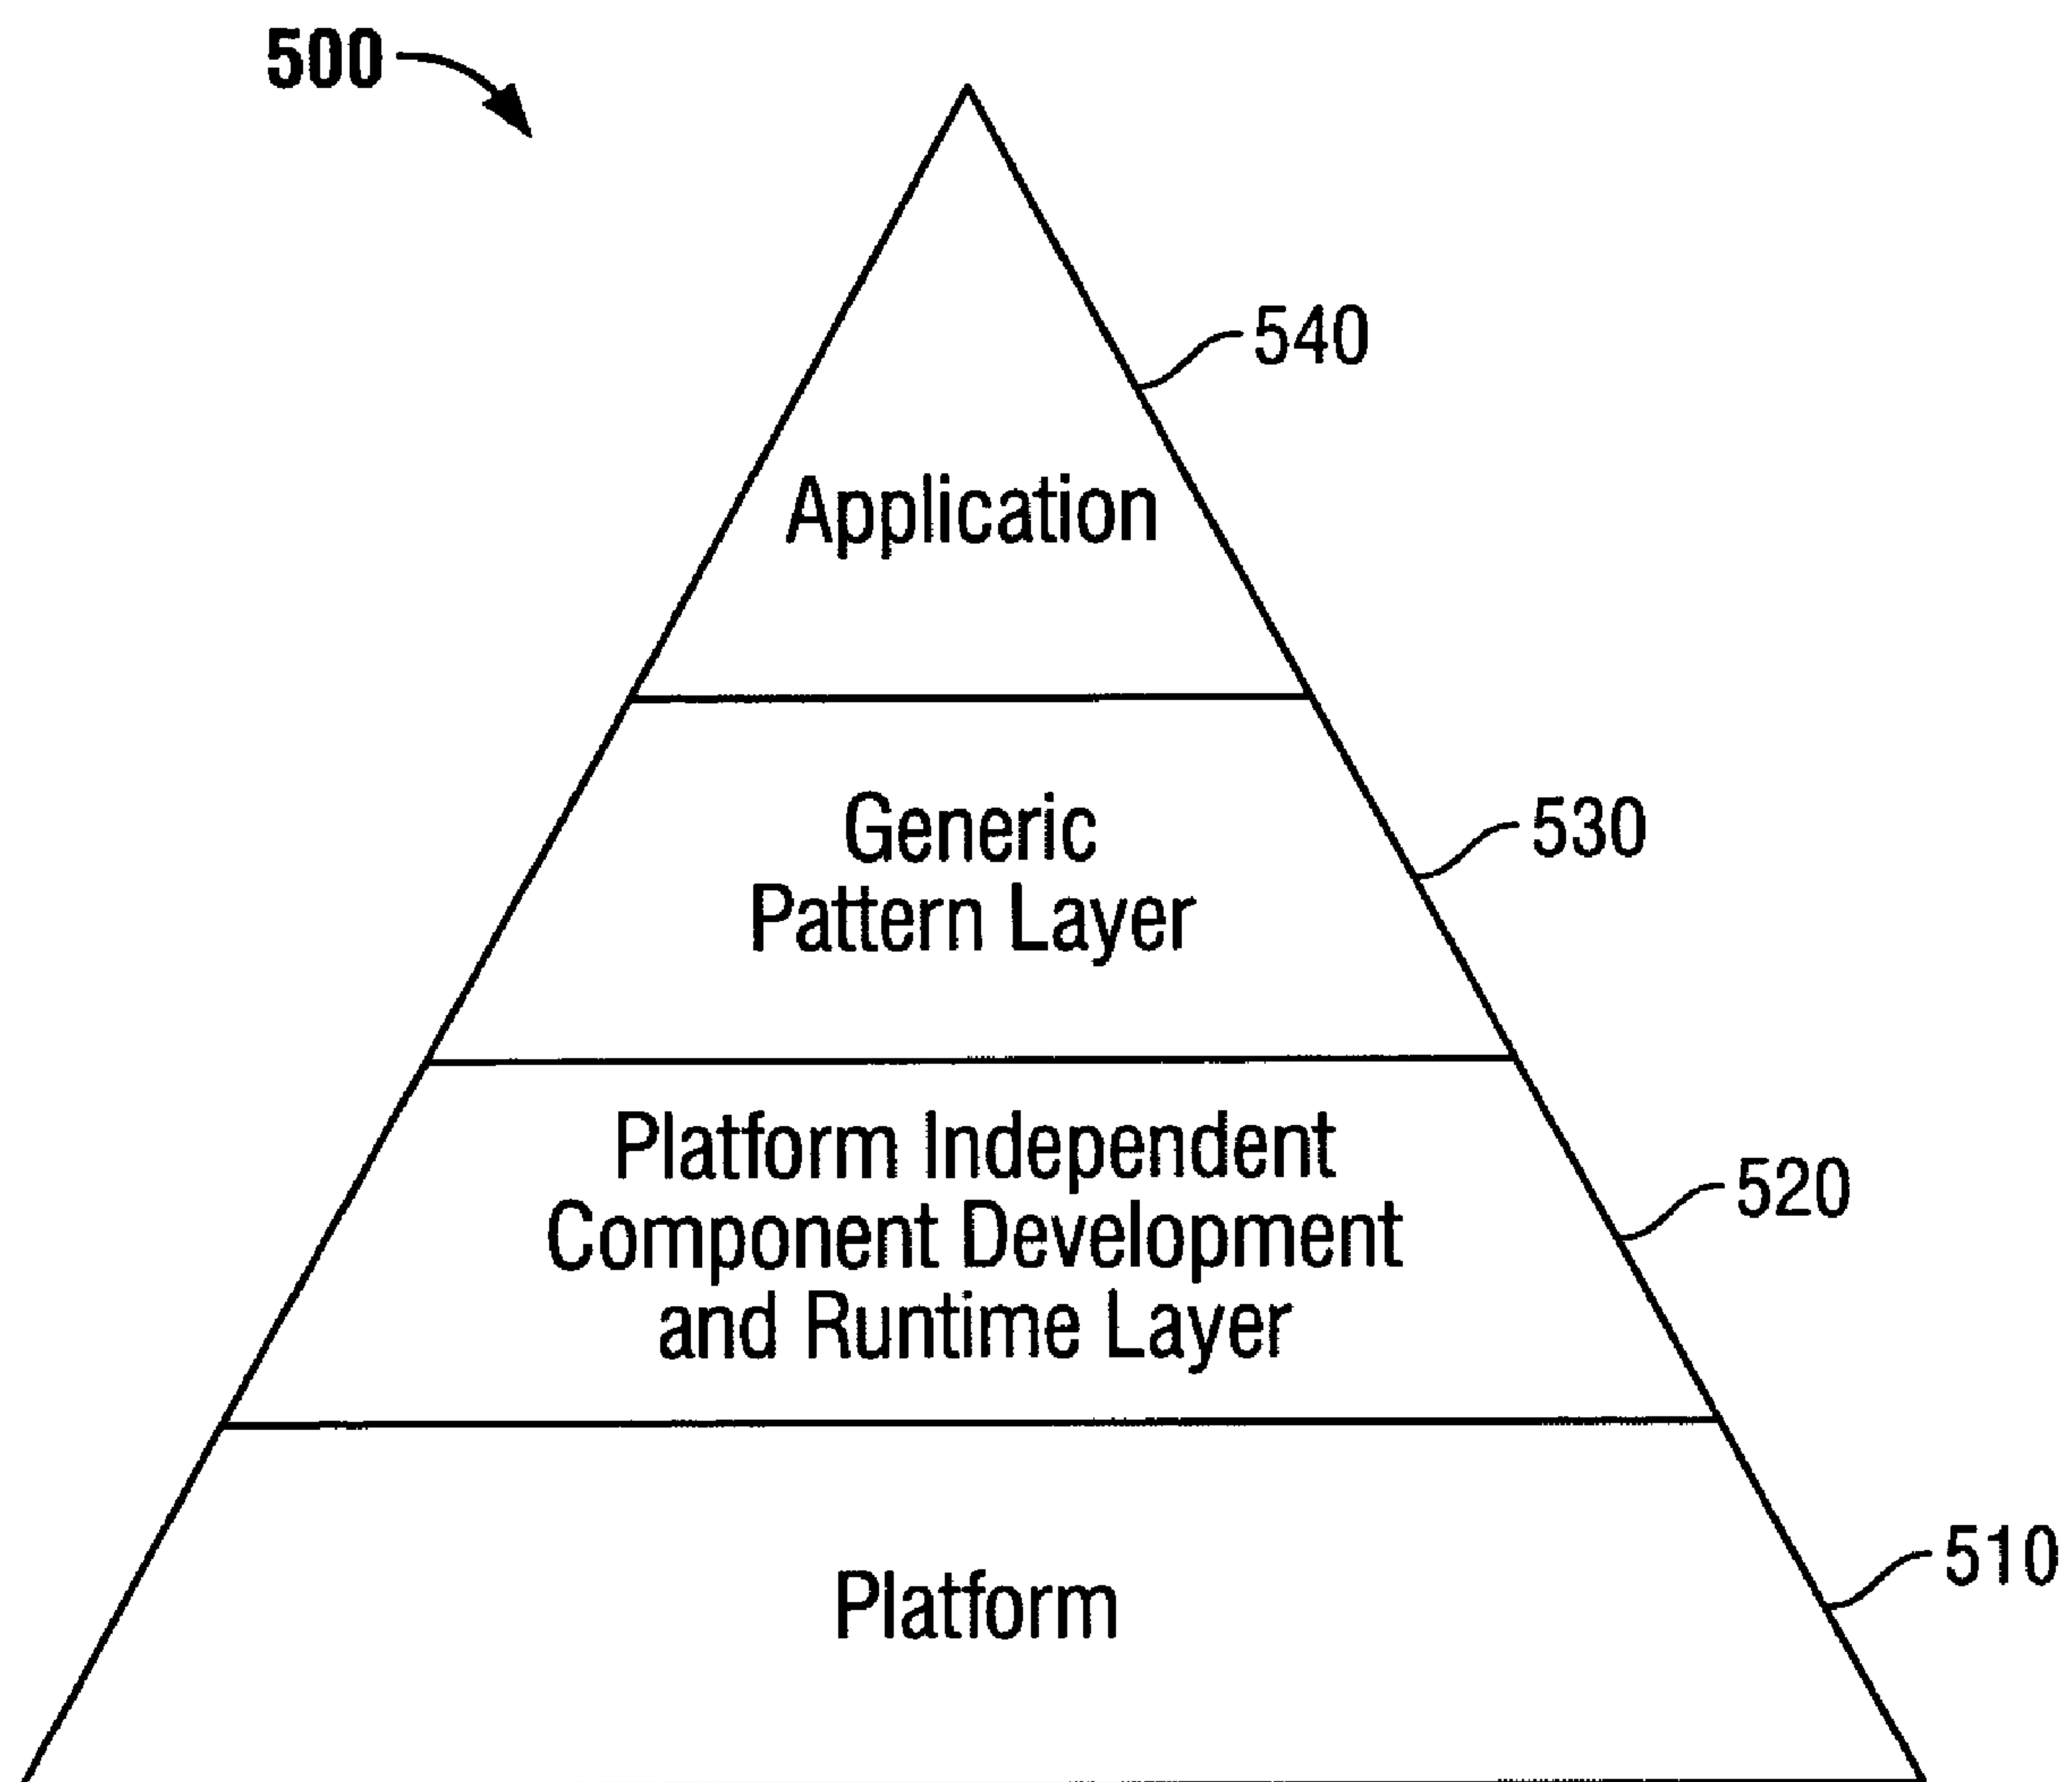 500
540
Application
Generic
Pattern Layer
530
Platform Independent
Component Development
and Runtime Layer
520
Platform
510